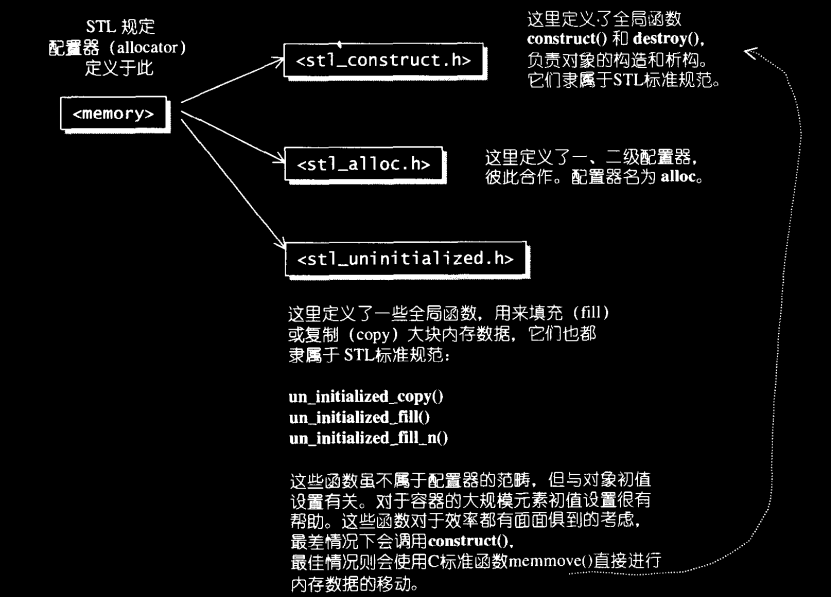 STL 规定
配置器（allocator）
定义于此
<memory>
<stl_construct.h>
这里定义了全局函数
construct() 和 destroy()，
负责对象的构造和析构。
它们隶属于STL标准规范。
<stl_alloc.h>
这里定义了一、二级配置器，
彼此合作。配置器名为 alloc。
<stl_uninitialized.h>
这里定义了一些全局函数，用来填充（fill）
或复制（copy）大块内存数据，它们也都
隶属于 STL标准规范：
un_initialized_copy()
un_initialized_fill()
un_initialized_fill_n()
这些函数虽不属于配置器的范畴，但与对象初值
设置有关。对于容器的大规模元素初值设置很有
帮助。这些函数对于效率都有面面俱到的考虑，
最差情况下会调用construct()，
最佳情况则会使用C标准函数memmove()直接进行
内存数据的移动。